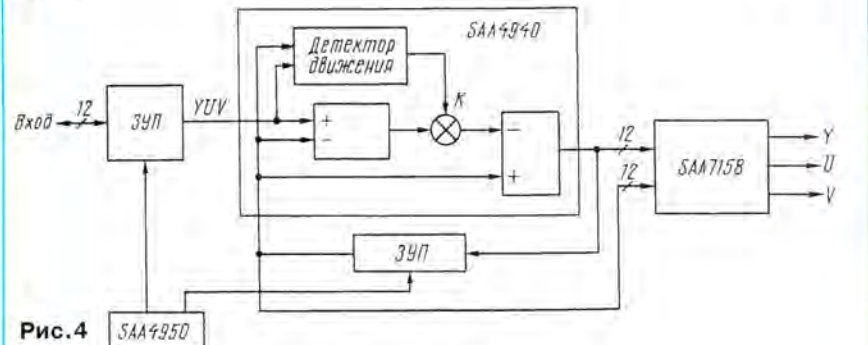 SAA4940
Детектор
движения
Вход
12
ЗУП
YUV
К
+
−
−
+
12
12
SAA7158
Y
U
V
ЗУП
SAA4950
Рис.4